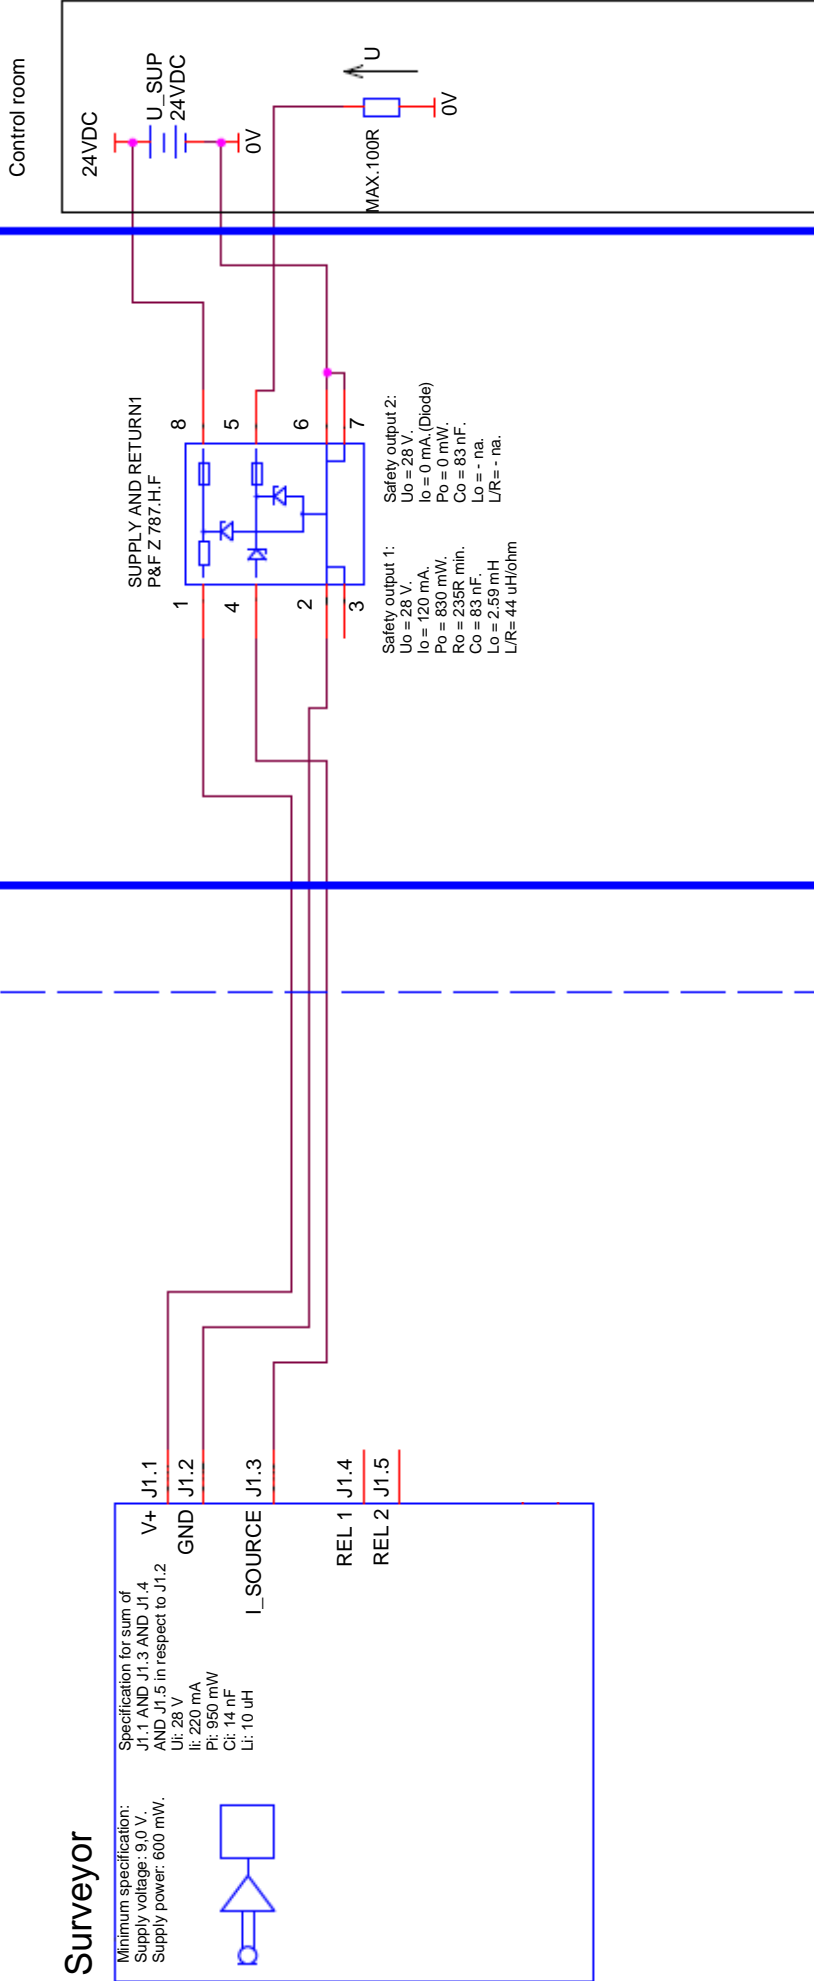 Control room
24VDC
U_SUP
24VDC
0V
U
0V
MAX.100R
SUPPLY AND RETURN1
P&F Z 787.H.F
8
5
6
7
1
4
2
3
Safety output 2:
Uo = 28 V.
Io = 0 mA.(Diode)
Po = 0 mW.
Co = 83 nF.
Lo = - na.
L/R= - na.
Safety output 1:
Uo = 28 V.
Io = 120 mA.
Po = 830 mW.
Ro = 235R min.
Co = 83 nF.
Lo = 2.59 mH
L/R= 44 uH/ohm
J1.1
J1.2
J1.3
J1.4
J1.5
V+
GND
I_SOURCE
REL 1
REL 2
Specification for sum of
J1.1 AND J1.3 AND J1.4
AND J1.5 in respect to J1.2
Ui: 28 V
Ii: 220 mA
Pi: 950 mW
Ci: 14 nF
Li: 10 uH
Surveyor
Minimum specification:
Supply voltage: 9,0 V.
Supply power: 600 mW.